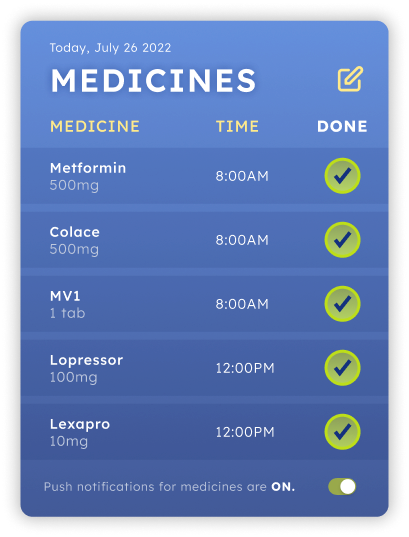 Today, July 26 2022
MEDICINES
MEDICINE TIME DONE
Metformin
500mg
8:00AM
Colace
500mg
8:00AM
MV1
1 tab
8:00AM
Lopressor
100mg
12:00PM
Lexapro
10mg
12:00PM
Push notifications for medicines are ON.